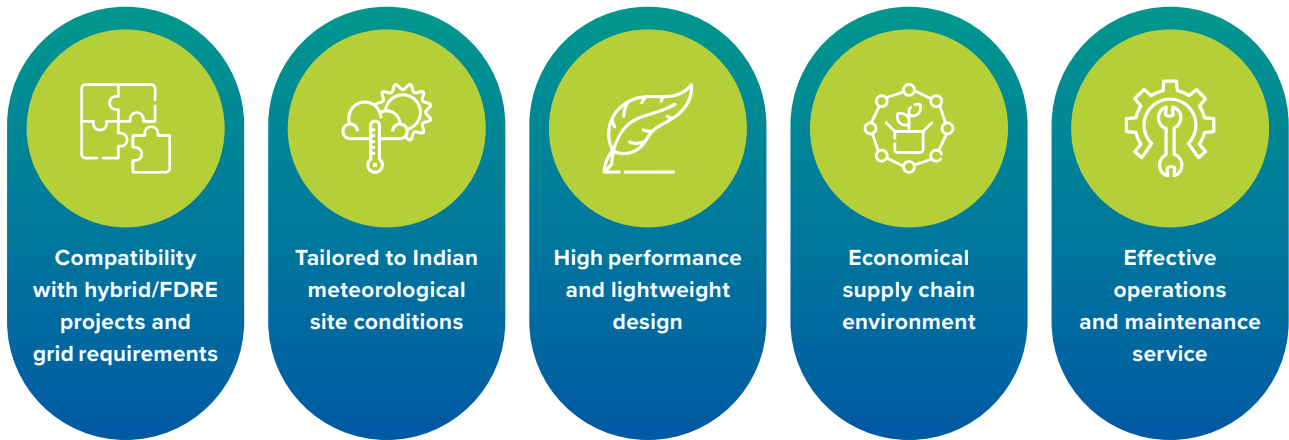 Compatibility
with hybrid/FDRE
projects and
grid requirements
Tailored to Indian
meteorological
site conditions
High performance
and lightweight
design
Economical
supply chain
environment
Effective
operations
and maintenance
service